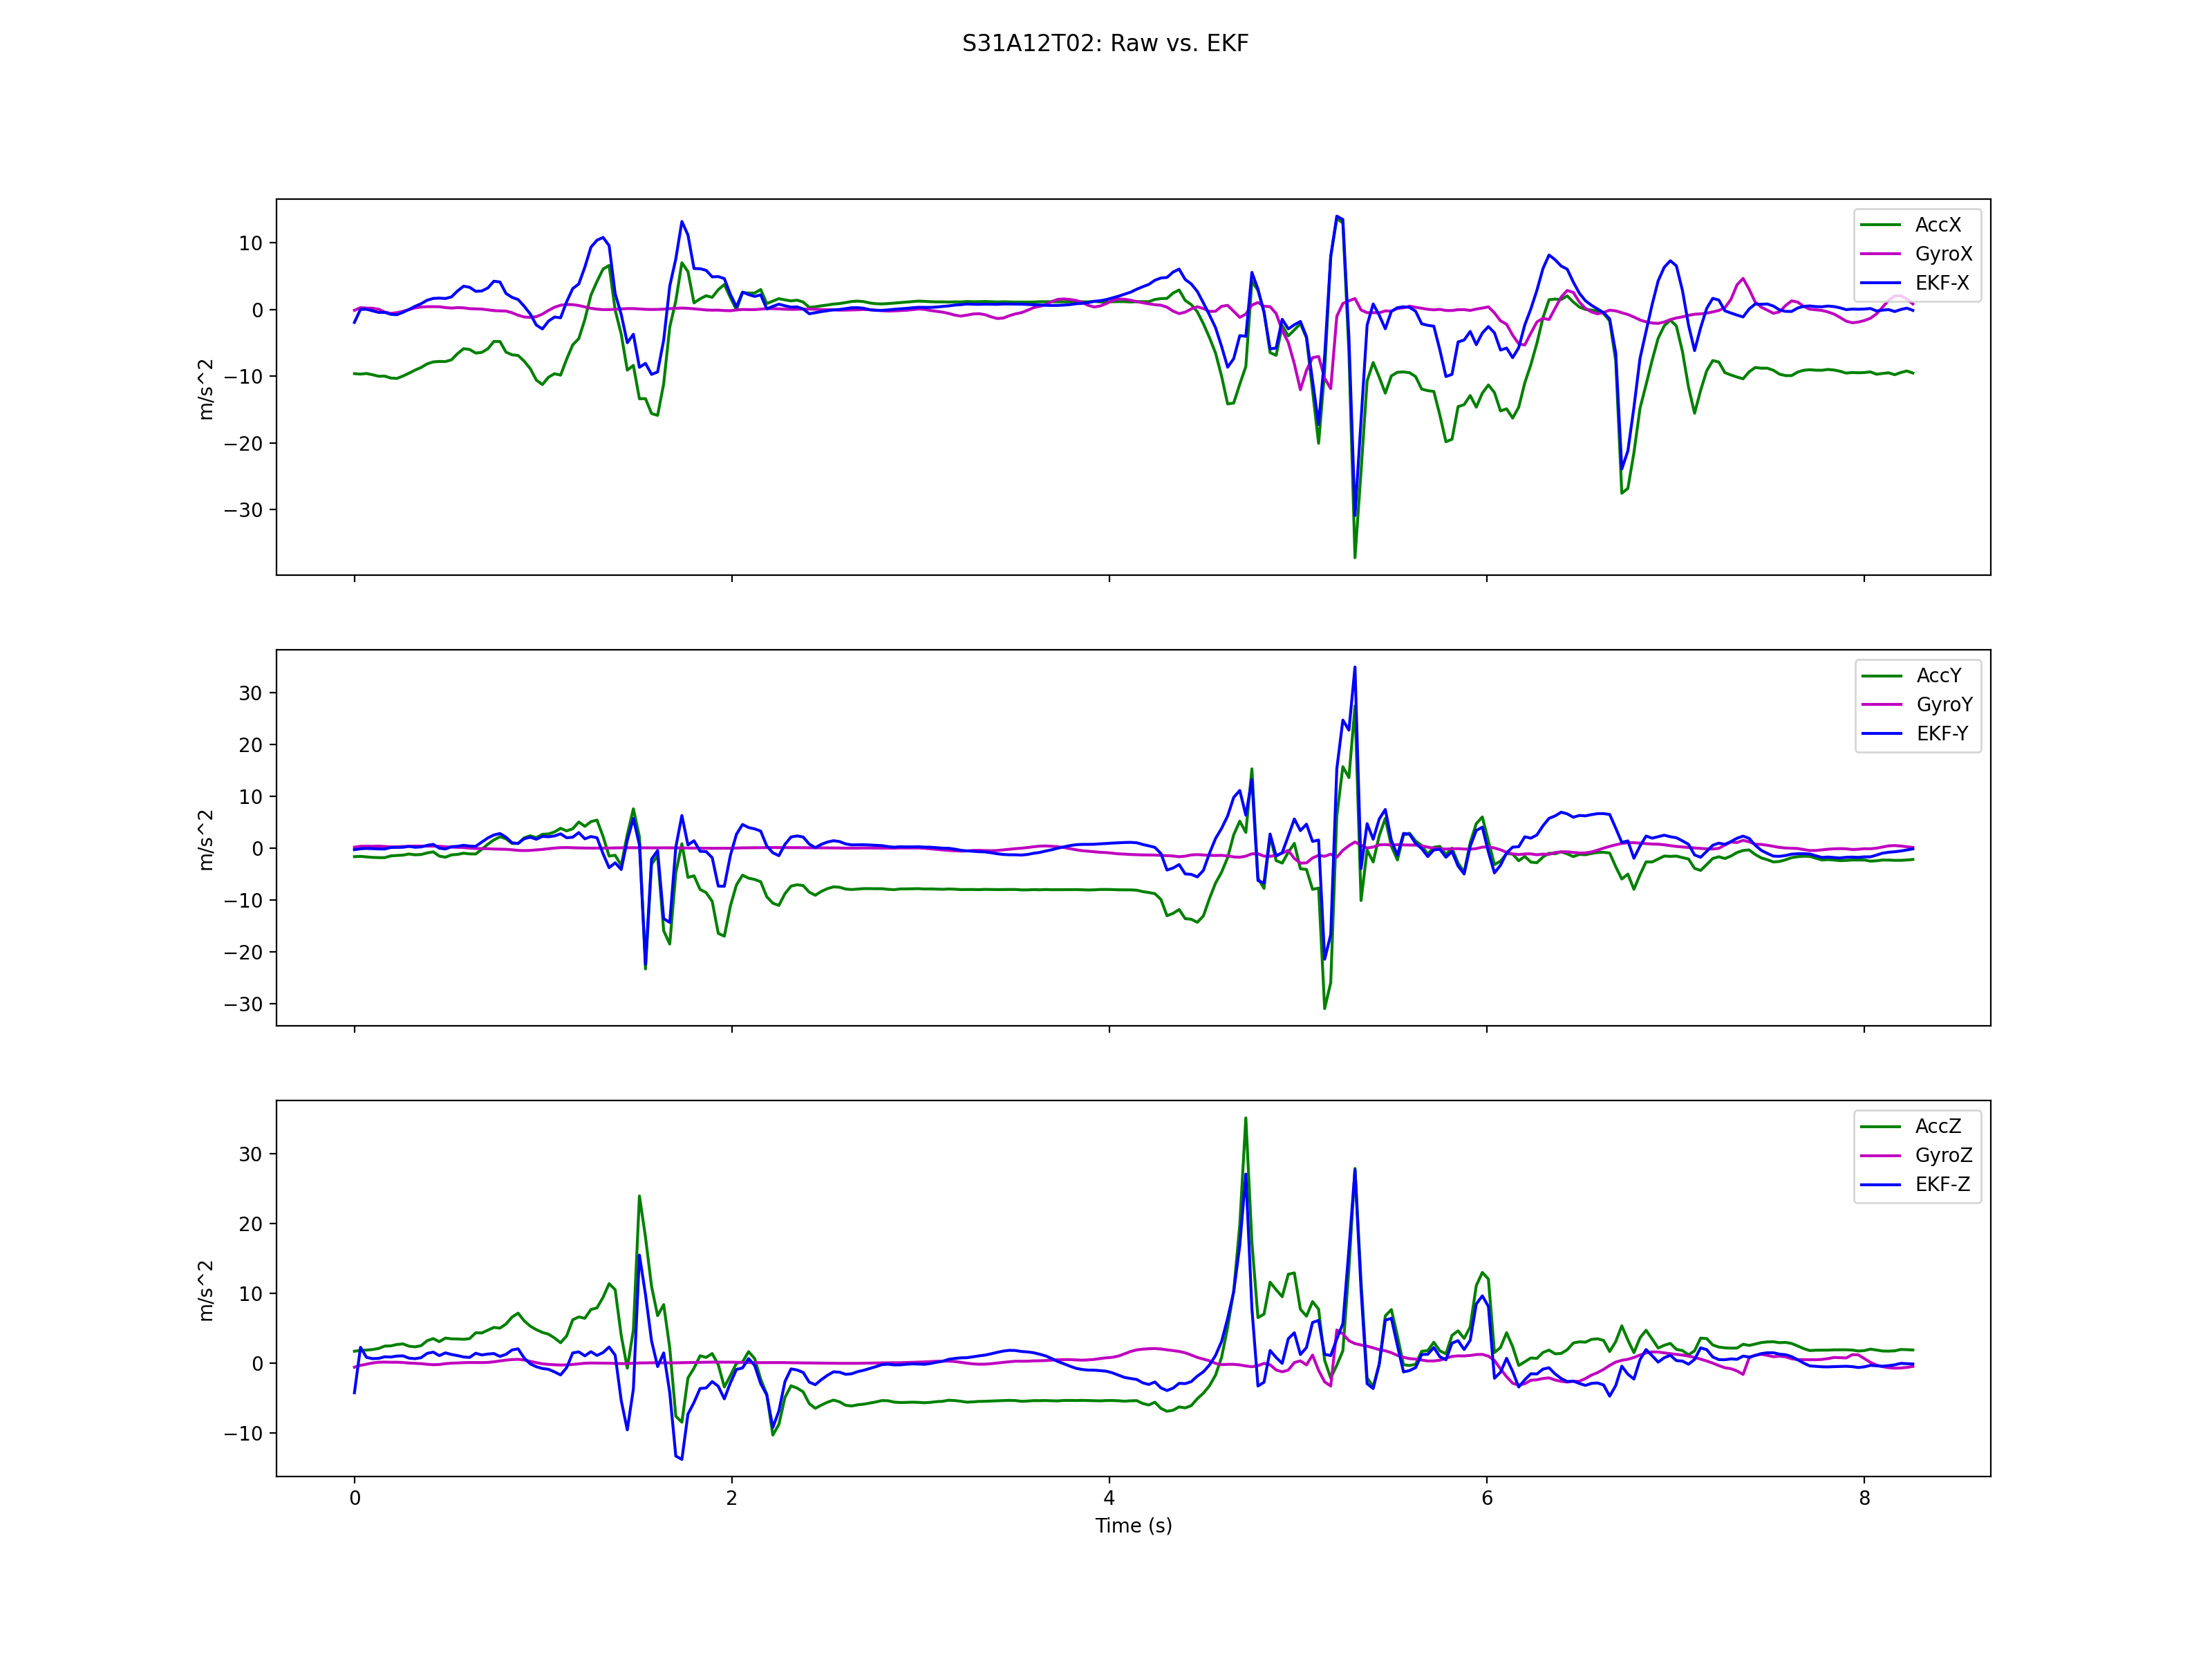 S31A12T02: Raw vs. EKF
AccX
GyroX
EKF-X
10
0
−10
−20
−30
m/s^2
AccY
GyroY
EKF-Y
30
20
10
0
−10
−20
−30
m/s^2
AccZ
GyroZ
EKF-Z
30
20
10
0
−10
m/s^2
0 2 4 6 8
Time (s)